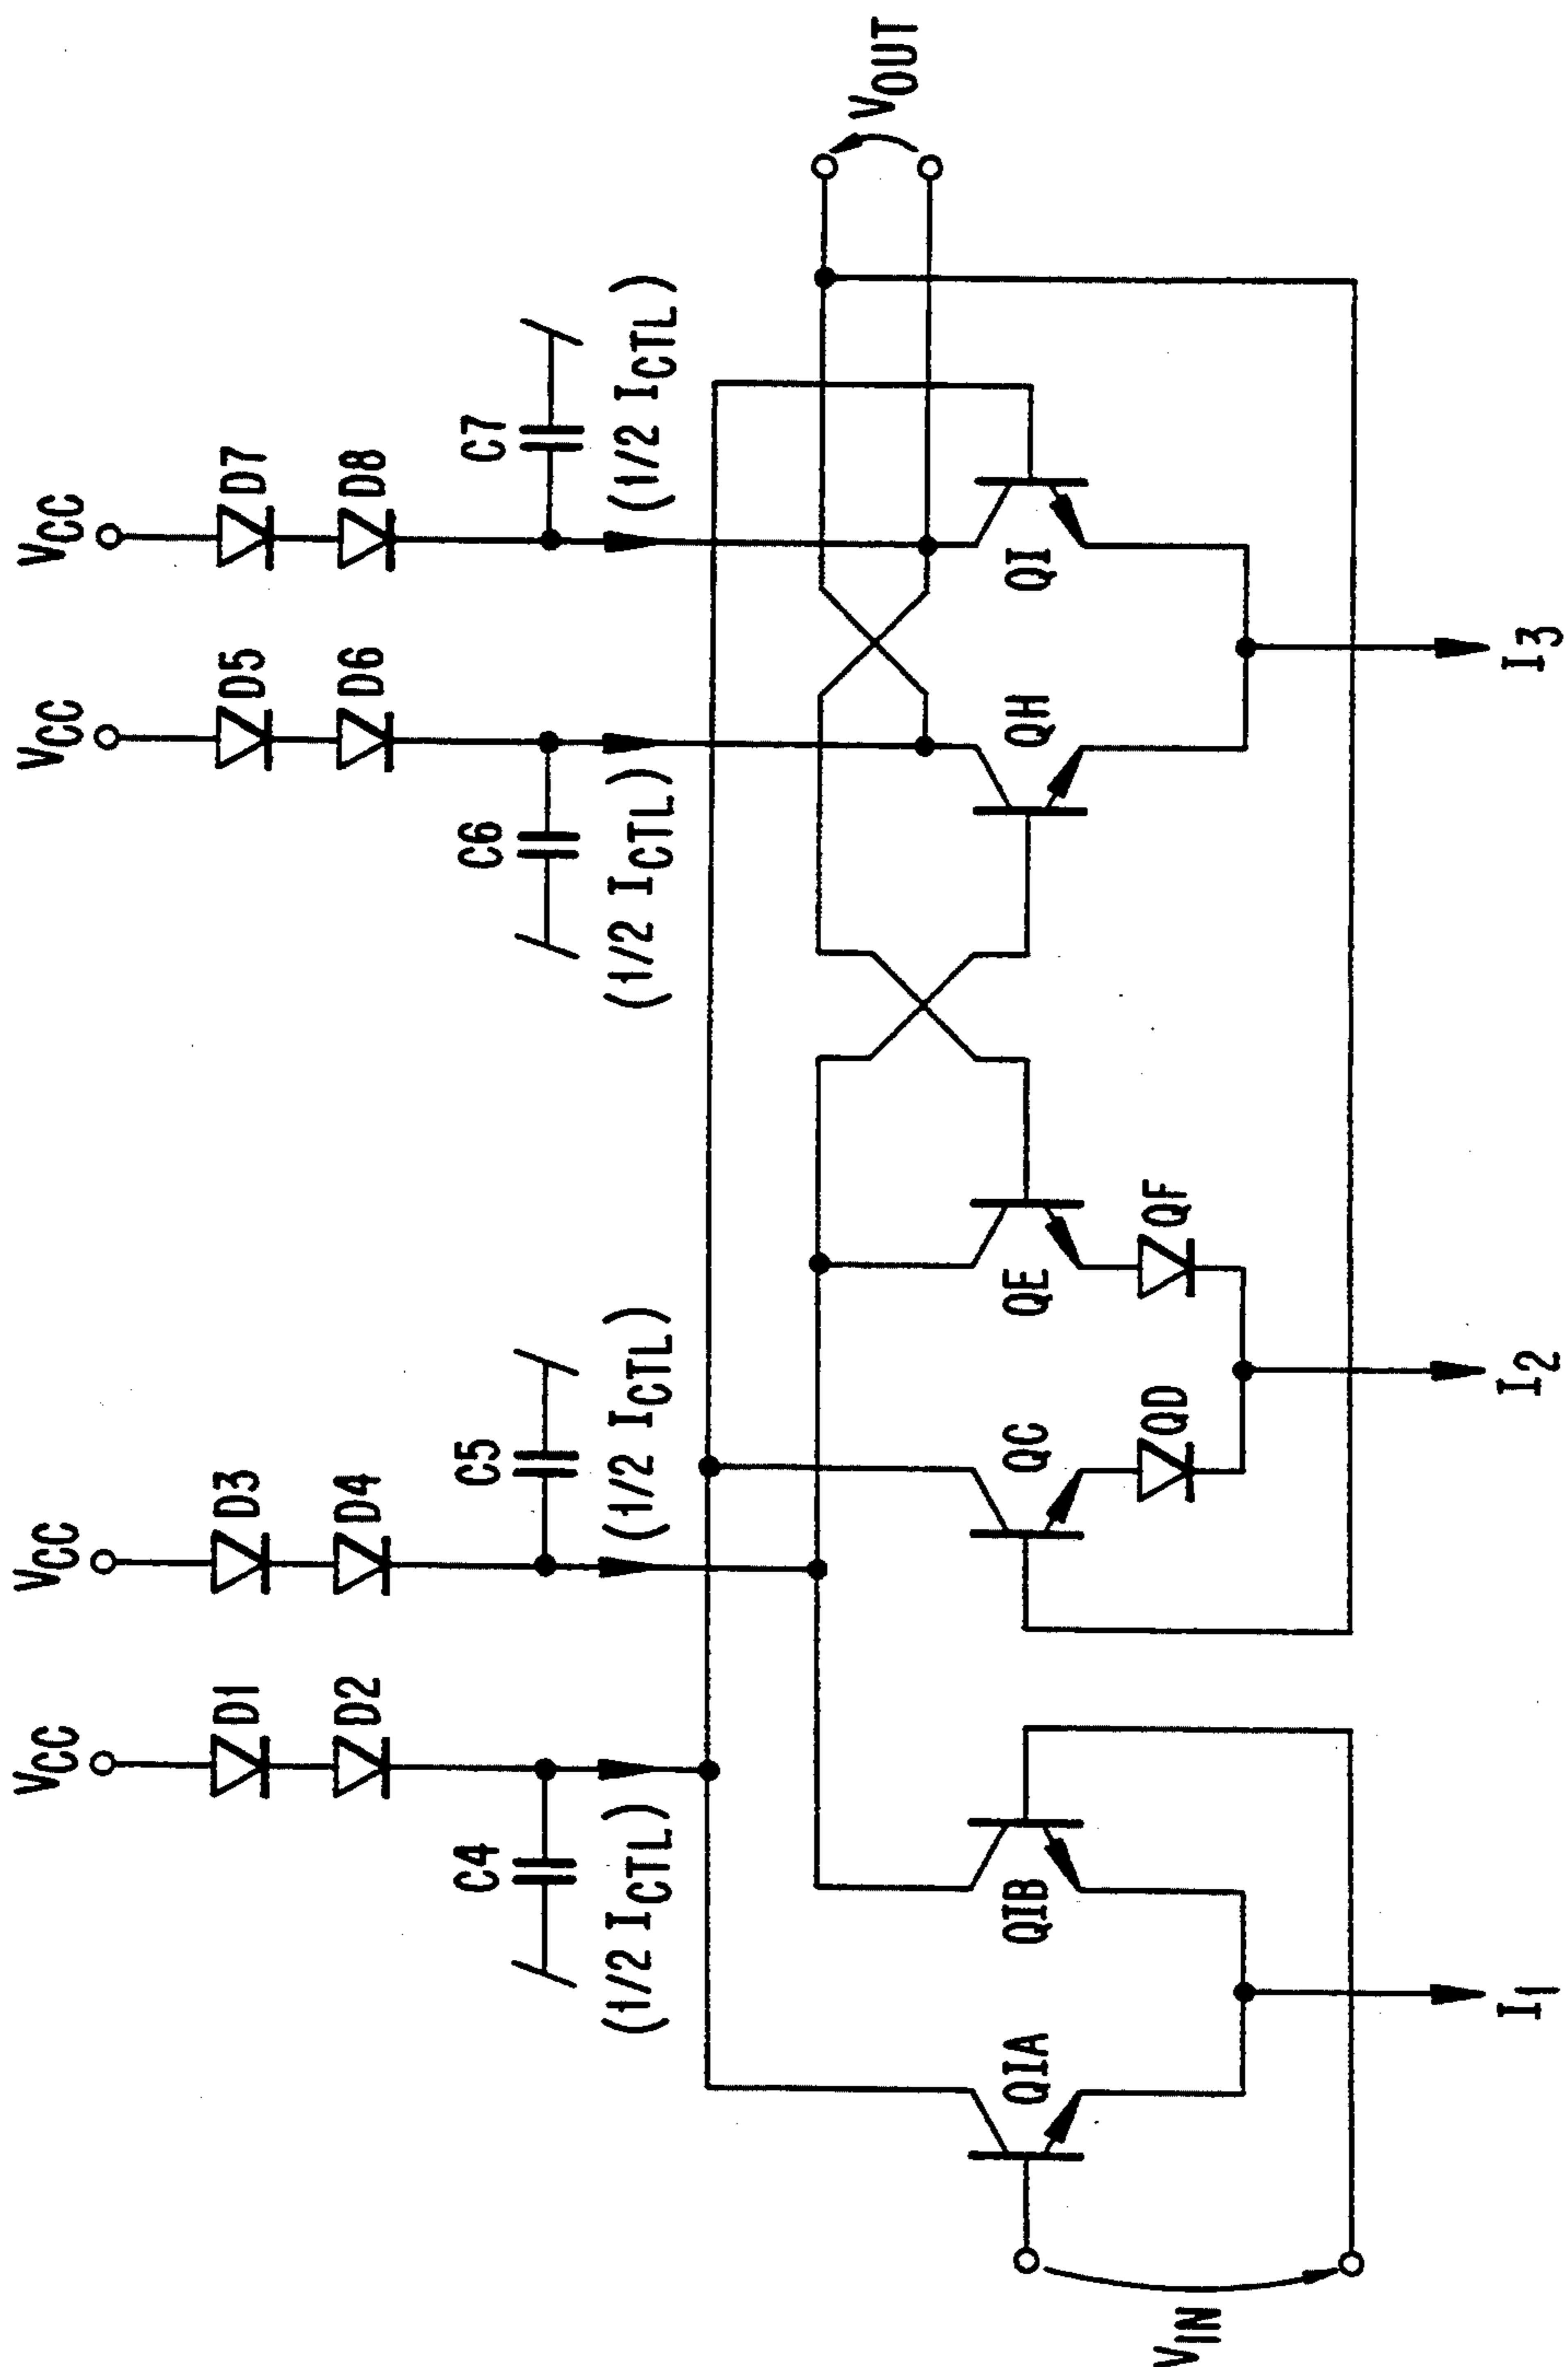 VCC
VCC
VCC
VCC
D1
D3
D5
D7
D2
D4
D6
D8
C4
C5
C6
C7
(1/2 ICTL)
(1/2 ICTL)
(1/2 ICTL)
(1/2 ICTL)
VOUT
QIA
QIB
QC
QE
QH
QI
QD
QF
VIN
I1
I2
I3